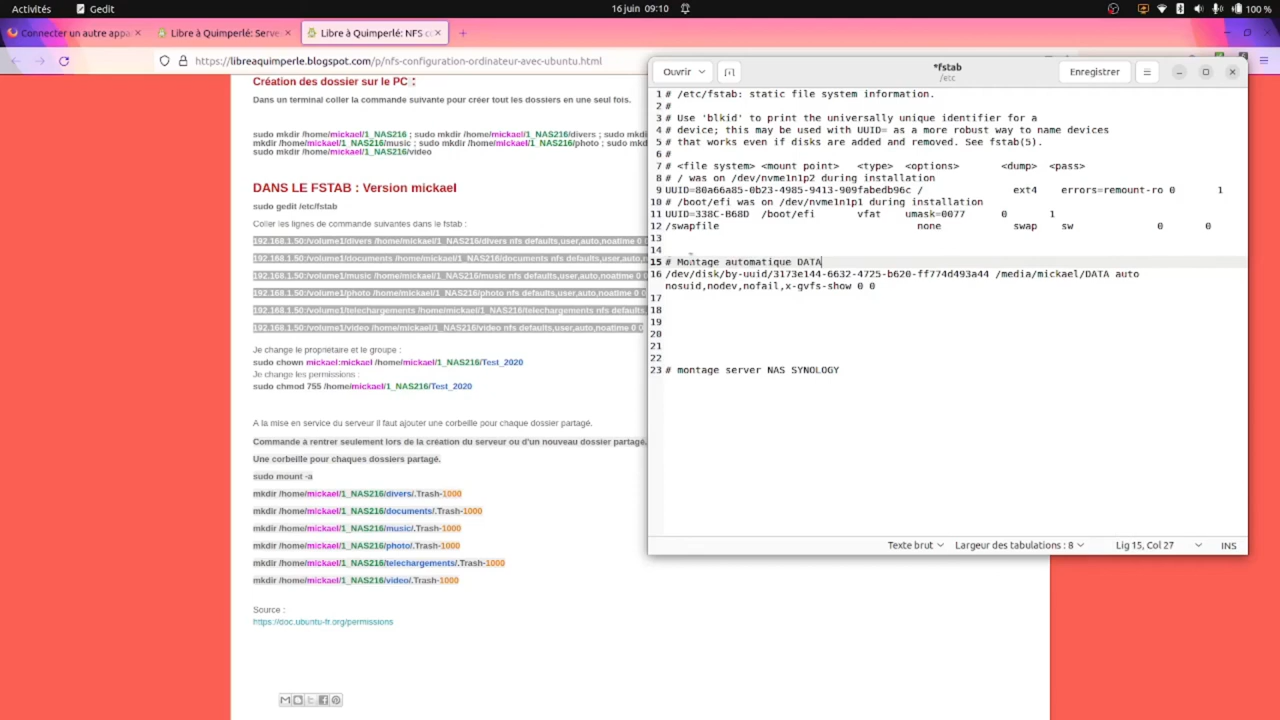 Activités
Gedit
16 juin 09:10
100 %
Connecter un autre appa
Libre à Quimperlé: Serve
Libre à Quimperlé: NFS c
https://libreaquimperle.blogspot.com/p/nfs-configuration-ordinateur-avec-ubuntu.html
Création des dossier sur le PC :
Dans un terminal coller la commande suivante pour créer tout les dossiers en une seul fois.
sudo mkdir /home/mickael/1_NAS216 ; sudo mkdir /home/mickael/1_NAS216/divers ; sudo mkd
mkdir /home/mickael/1_NAS216/music ; sudo mkdir /home/mickael/1_NAS216/photo ; sudo mk
sudo mkdir /home/mickael/1_NAS216/video
DANS LE FSTAB : Version mickael
sudo gedit /etc/fstab
Coller les lignes de commande suivantes dans le fstab :
192.168.1.50:/volume1/divers /home/mickael/1_NAS216/divers nfs defaults,user,auto,noatime 0 0
192.168.1.50:/volume1/documents /home/mickael/1_NAS216/documents nfs defaults,user,au
192.168.1.50:/volume1/music /home/mickael/1_NAS216/music nfs defaults,user,auto,noatime 0
192.168.1.50:/volume1/photo /home/mickael/1_NAS216/photo nfs defaults,user,auto,noatime 0
192.168.1.50:/volume1/telechargements /home/mickael/1_NAS216/telechargements nfs defaults,
192.168.1.50:/volume1/video /home/mickael/1_NAS216/video nfs defaults,user,auto,noatime 0 0
Je change le propriétaire et le groupe :
sudo chown mickael:mickael /home/mickael/1_NAS216/Test_2020
Je change les permissions :
sudo chmod 755 /home/mickael/1_NAS216/Test_2020
A la mise en service du serveur il faut ajouter une corbeille pour chaque dossier partagé.
Commande à rentrer seulement lors de la création du serveur ou d'un nouveau dossier partagé.
Une corbeille pour chaques dossiers partagé.
sudo mount -a
mkdir /home/mickael/1_NAS216/divers/.Trash-1000
mkdir /home/mickael/1_NAS216/documents/.Trash-1000
mkdir /home/mickael/1_NAS216/music/.Trash-1000
mkdir /home/mickael/1_NAS216/photo/.Trash-1000
mkdir /home/mickael/1_NAS216/telechargements/.Trash-1000
mkdir /home/mickael/1_NAS216/video/.Trash-1000
Source :
https://doc.ubuntu-fr.org/permissions
Ouvrir
*fstab
/etc
Enregistrer
1 # /etc/fstab: static file system information.
2 #
3 # Use 'blkid' to print the universally unique identifier for a
4 # device; this may be used with UUID= as a more robust way to name devices
5 # that works even if disks are added and removed. See fstab(5).
6 #
7 # <file system> <mount point> <type> <options> <dump> <pass>
8 # / was on /dev/nvme1n1p2 during installation
9 UUID=80a66a85-0b23-4985-9413-909fabedb96c / ext4 errors=remount-ro 0 1
10 # /boot/efi was on /dev/nvme1n1p1 during installation
11 UUID=338C-B68D /boot/efi vfat umask=0077 0 1
12 /swapfile none swap sw 0 0
13
14
15 # Montage automatique DATA
16 /dev/disk/by-uuid/3173e144-6632-4725-b620-ff774d493a44 /media/mickael/DATA auto
nosuid,nodev,nofail,x-gvfs-show 0 0
17
18
19
20
21
22
23 # montage server NAS SYNOLOGY
Texte brut
Largeur des tabulations : 8
Lig 15, Col 27
INS